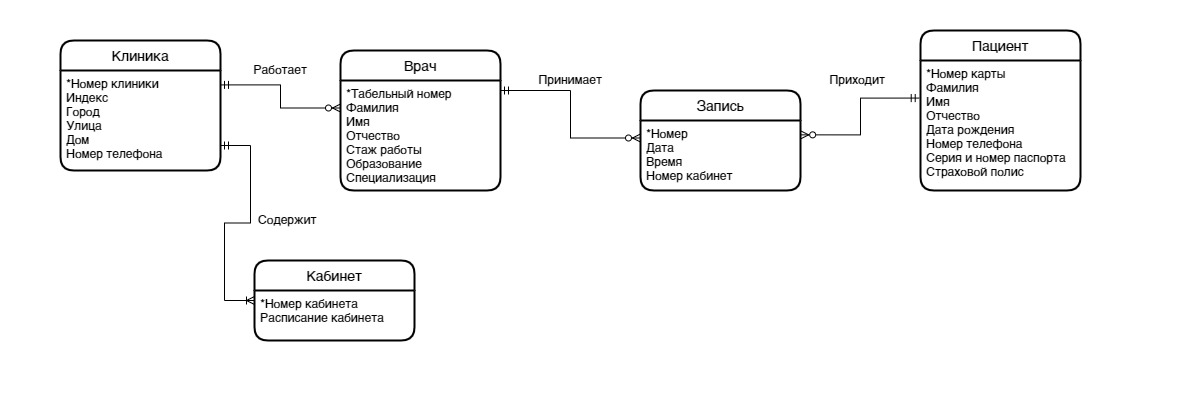 Клиника
*Номер клиники
Индекс
Город
Улица
Дом
Номер телефона
Работает
Врач
*Табельный номер
Фамилия
Имя
Отчество
Стаж работы
Образование
Специализация
Принимает
Запись
*Номер
Дата
Время
Номер кабинет
Приходит
Пациент
*Номер карты
Фамилия
Имя
Отчество
Дата рождения
Номер телефона
Серия и номер паспорта
Страховой полис
Содержит
Кабинет
*Номер кабинета
Расписание кабинета